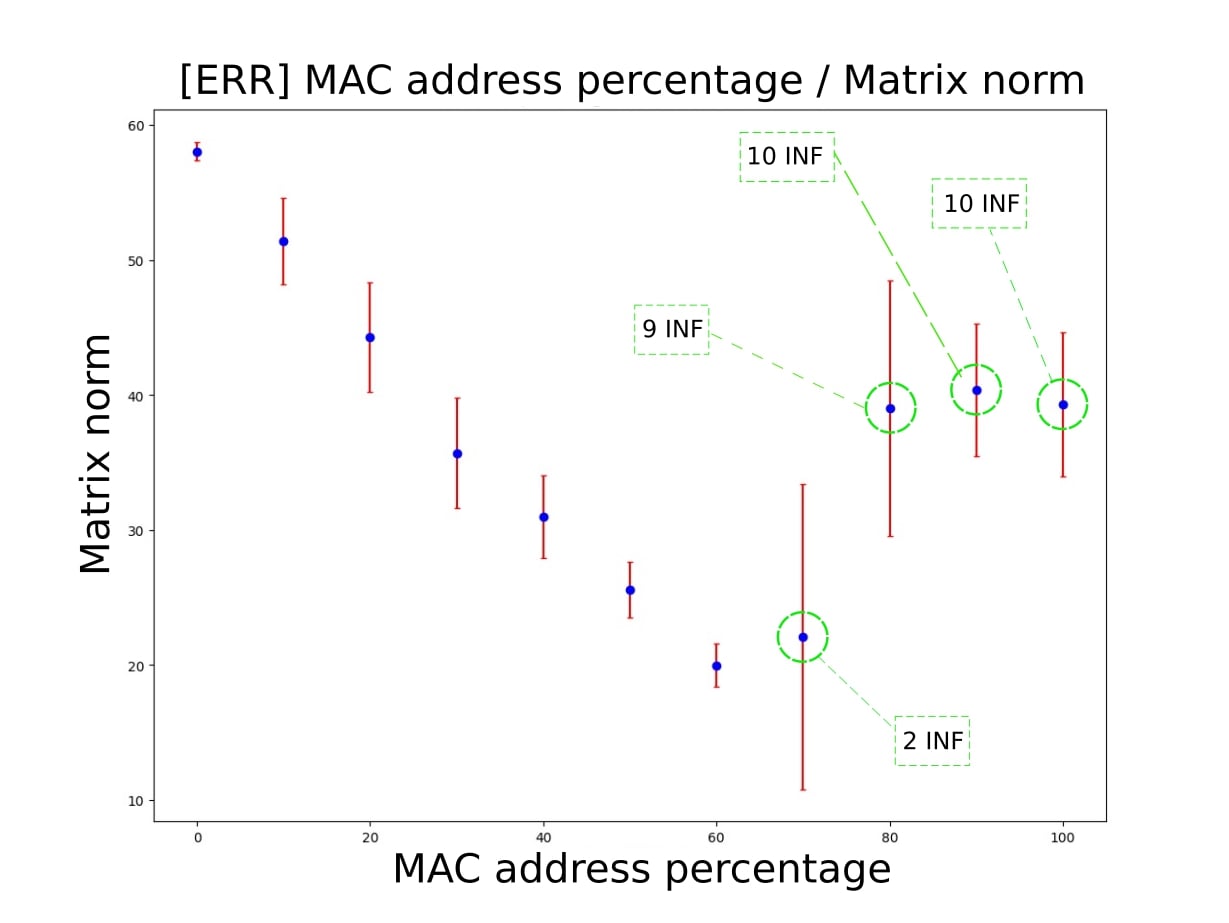 [ERR] MAC address percentage / Matrix norm
60
50
40
30
20
10
Matrix norm
10 INF
10 INF
9 INF
2 INF
0
20
40
60
80
100
MAC address percentage